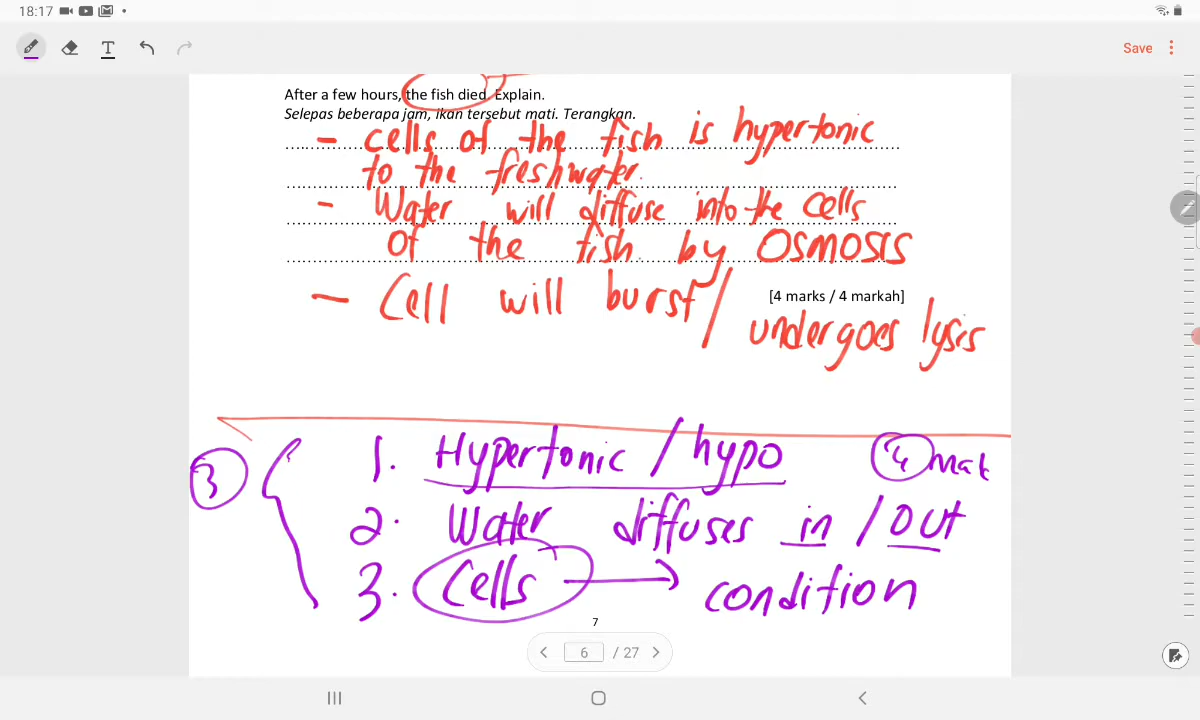 18:17
T
Save
After a few hours, the fish died. Explain.
Selepas beberapa jam, ikan tersebut mati. Terangkan.
- cells of the fish is hypertonic
to the freshwater.
- Water will diffuse into the cells
of the fish by OSMOSIS
- Cell will burst /
[4 marks / 4 markah]
undergoes lysis
3
1. Hypertonic / hypo
4 mat
2. Water diffuses in / OUT
3. Cells → condition
7
6 / 27